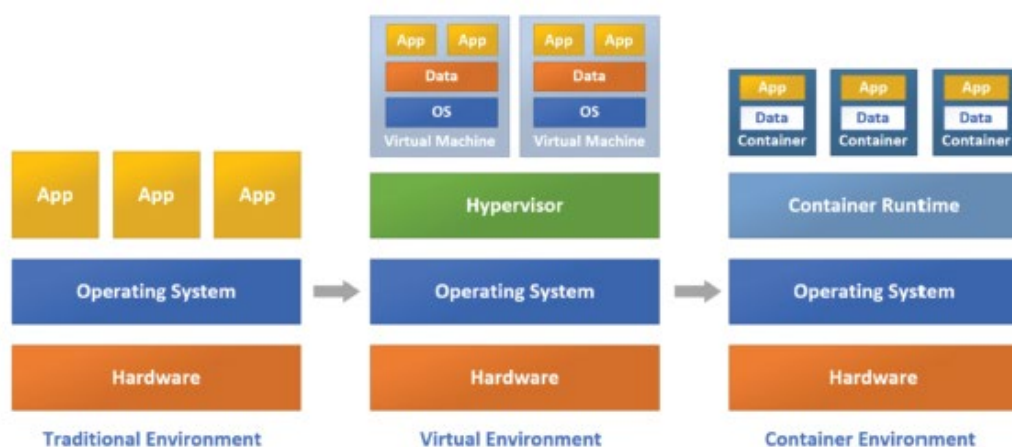 App App App
Operating System
Hardware
Traditional Environment
App App App App
Data Data
OS OS
Virtual Machine Virtual Machine
Hypervisor
Operating System
Hardware
Virtual Environment
App App App
Data Data Data
Container Container Container
Container Runtime
Operating System
Hardware
Container Environment